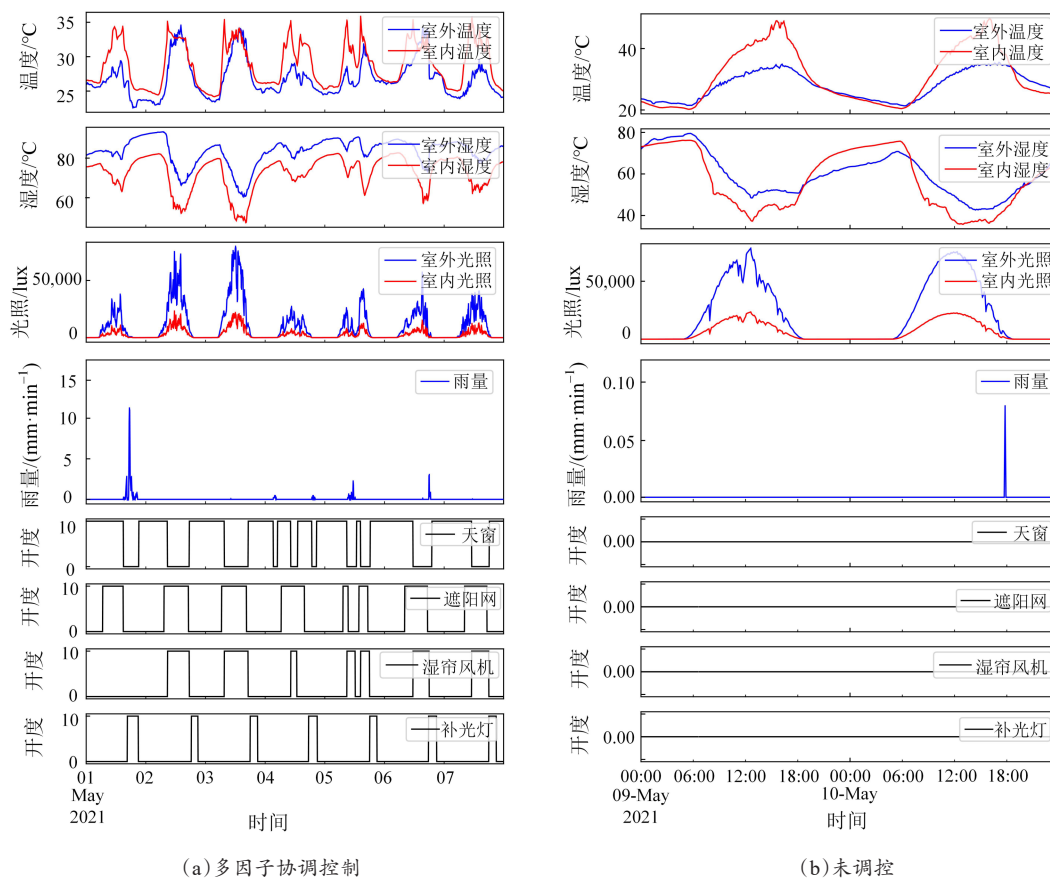 35
30
25
温度/°C
室外温度
室内温度
80
60
湿度/°C
室外湿度
室内湿度
50,000
0
光照/lux
室外光照
室内光照
15
10
5
0
雨量/(mm·min⁻¹)
雨量
10
0
开度
天窗
10
0
开度
遮阳网
10
0
开度
湿帘风机
10
0
开度
补光灯
01 02 03 04 05 06 07
May
2021
时间
(a)多因子协调控制
40
20
温度/°C
室外温度
室内温度
80
60
40
湿度/°C
室外湿度
室内湿度
50,000
0
光照/lux
室外光照
室内光照
0.10
0.05
0.00
雨量/(mm·min⁻¹)
雨量
0.00
开度
天窗
0.00
开度
遮阳网
0.00
开度
湿帘风机
0.00
开度
补光灯
00:00 06:00 12:00 18:00 00:00 06:00 12:00 18:00
09-May 10-May
2021
时间
(b)未调控